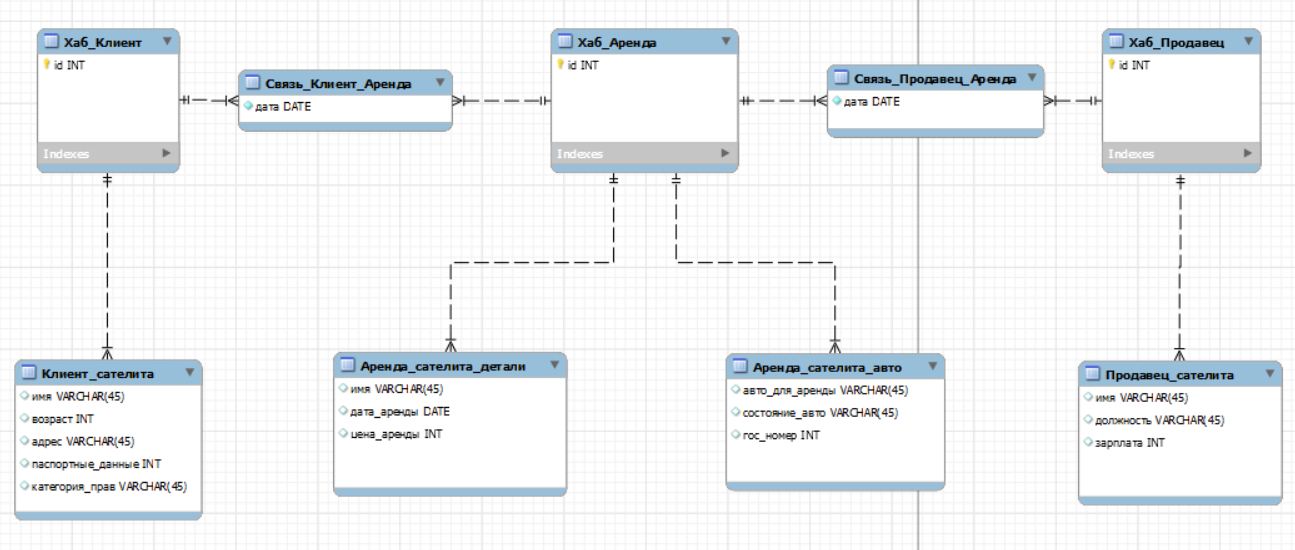 Хаб_Клиент
id INT
Indexes
Связь_Клиент_Аренда
дата DATE
Хаб_Аренда
id INT
Indexes
Связь_Продавец_Аренда
дата DATE
Хаб_Продавец
id INT
Indexes
Клиент_сателита
имя VARCHAR(45)
возраст INT
адрес VARCHAR(45)
паспортные_данные INT
категория_прав VARCHAR(45)
Аренда_сателита_детали
имя VARCHAR(45)
дата_аренды DATE
цена_аренды INT
Аренда_сателита_авто
авто_для_аренды VARCHAR(45)
состояние_авто VARCHAR(45)
гос_номер INT
Продавец_сателита
имя VARCHAR(45)
должность VARCHAR(45)
зарплата INT